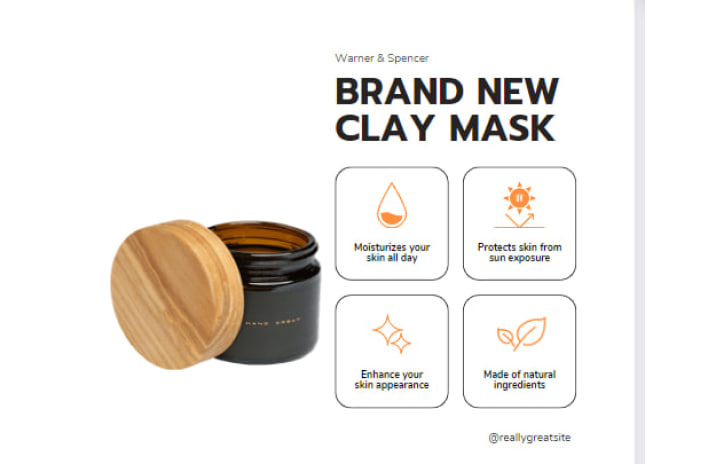 Warner & Spencer
BRAND NEW
CLAY MASK
Moisturizes your
skin all day
Protects skin from
sun exposure
Enhance your
skin appearance
Made of natural
ingredients
@reallygreatsite